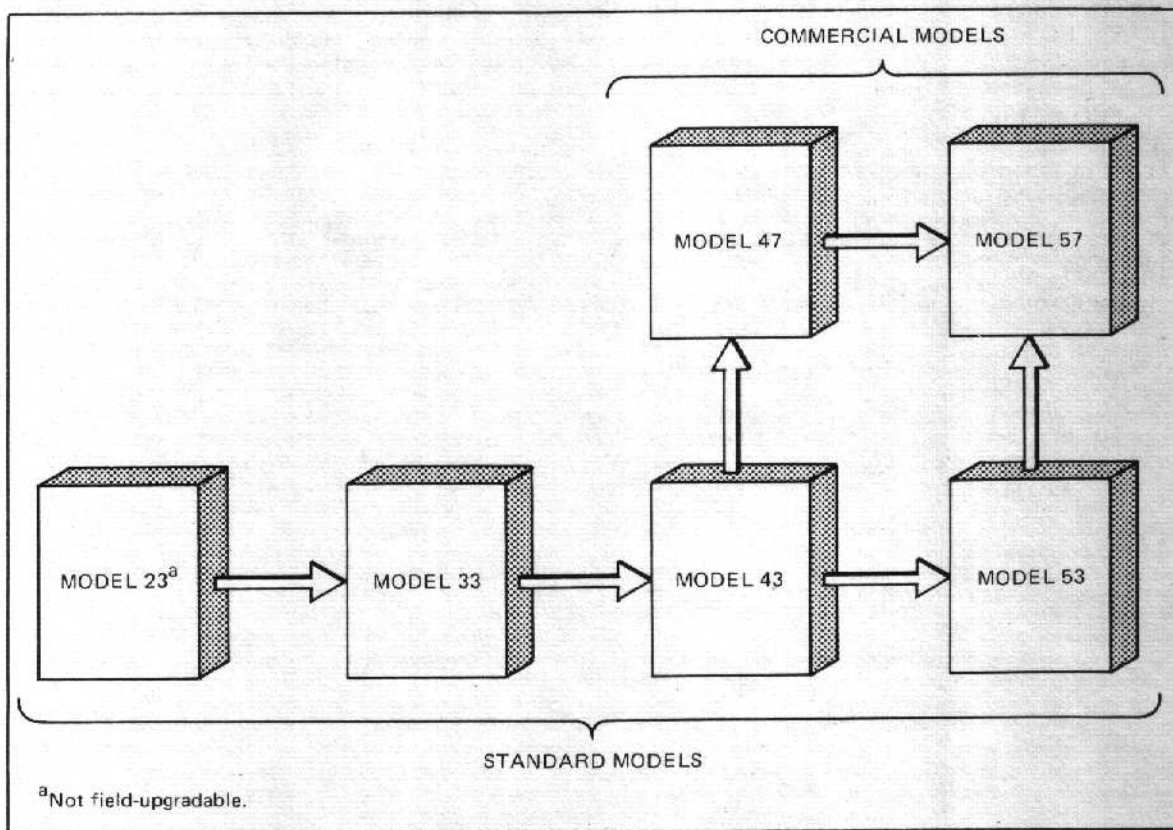 COMMERCIAL MODELS
MODEL 47
MODEL 57
MODEL 23ᵃ
MODEL 33
MODEL 43
MODEL 53
STANDARD MODELS
ᵃNot field-upgradable.